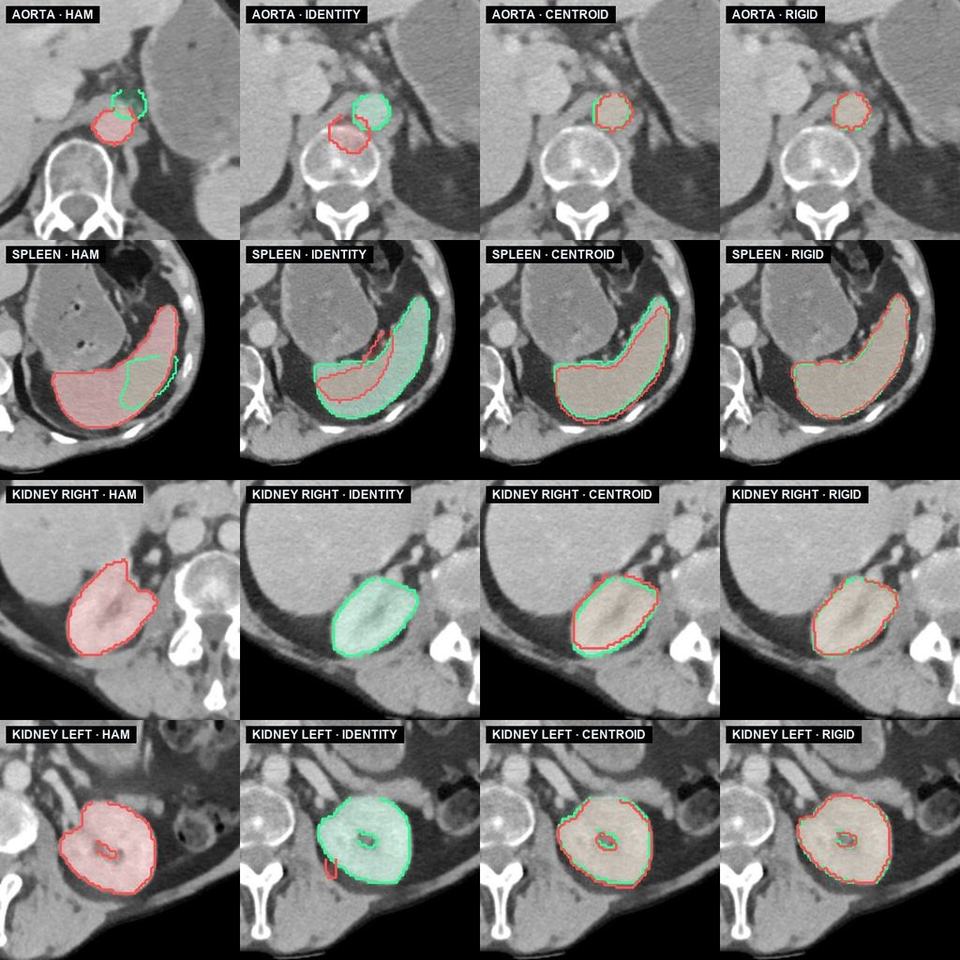 AORTA · HAM
AORTA · IDENTITY
AORTA · CENTROID
AORTA · RIGID
SPLEEN · HAM
SPLEEN · IDENTITY
SPLEEN · CENTROID
SPLEEN · RIGID
KIDNEY RIGHT · HAM
KIDNEY RIGHT · IDENTITY
KIDNEY RIGHT · CENTROID
KIDNEY RIGHT · RIGID
KIDNEY LEFT · HAM
KIDNEY LEFT · IDENTITY
KIDNEY LEFT · CENTROID
KIDNEY LEFT · RIGID